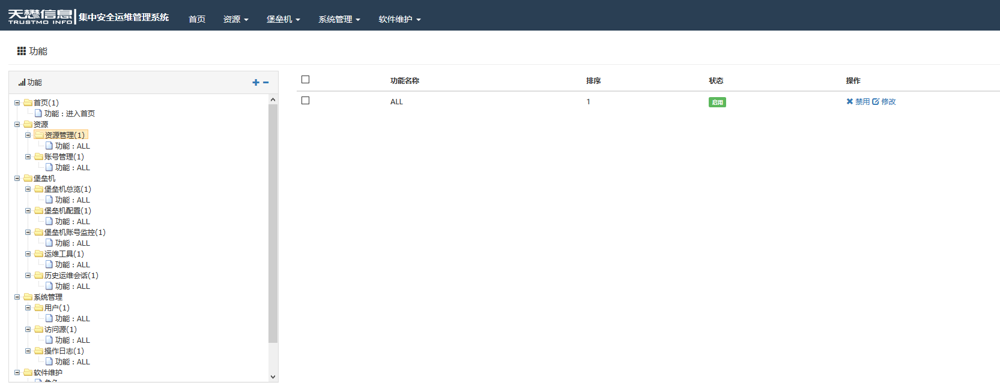 天懋信息 集中安全运维管理系统 首页 资源 堡垒机 系统管理 软件维护
TRUSTMO INFO
功能
功能
首页(1)
功能：进入首页
资源
资源管理(1)
功能：ALL
账号管理(1)
功能：ALL
堡垒机
堡垒机总览(1)
功能：ALL
堡垒机配置(1)
功能：ALL
堡垒机账号监控(1)
功能：ALL
运维工具(1)
功能：ALL
历史运维会话(1)
功能：ALL
系统管理
用户(1)
功能：ALL
访问源(1)
功能：ALL
操作日志(1)
功能：ALL
软件维护
功能名称 排序 状态 操作
ALL 1 启用 禁用 修改